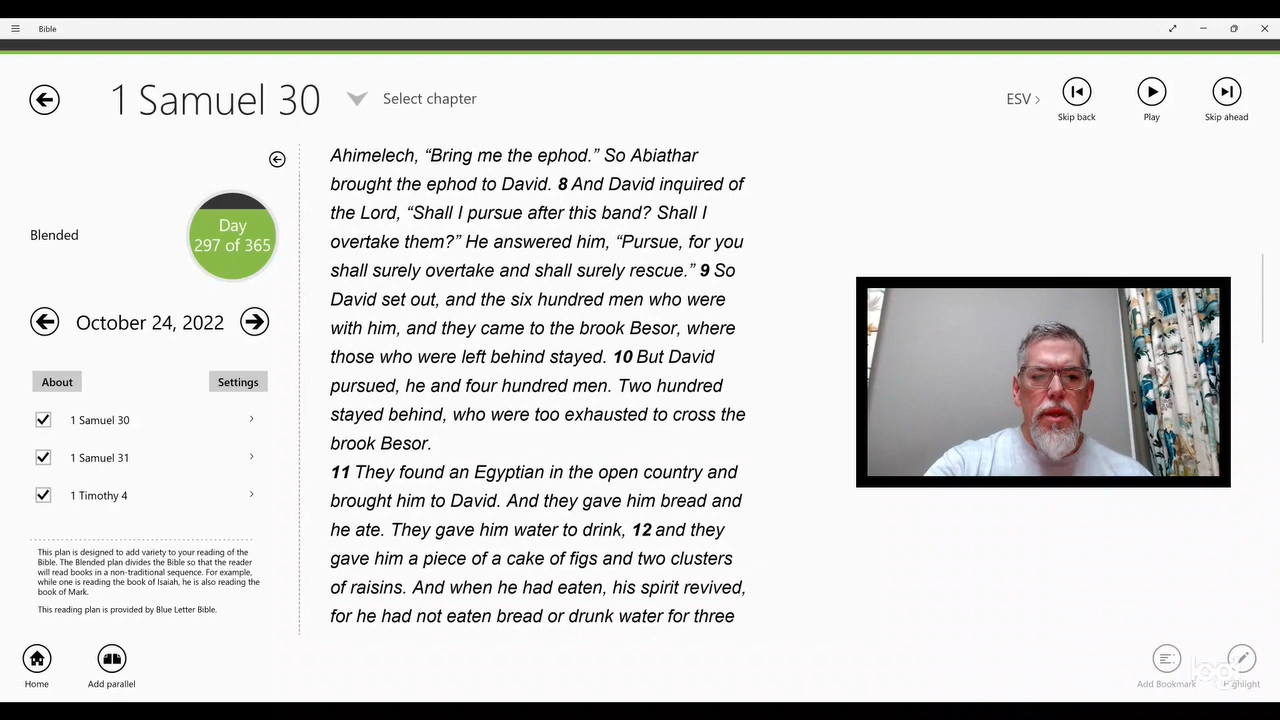 Bible
1 Samuel 30
Select chapter
ESV
Skip back
Play
Skip ahead
Blended
Day
297 of 365
October 24, 2022
About
Settings
1 Samuel 30
1 Samuel 31
1 Timothy 4
This plan is designed to add variety to your reading of the
Bible. The Blended plan divides the Bible so that the reader
will read books in a non-traditional sequence. For example,
while one is reading the book of Isaiah, he is also reading the
book of Mark.
This reading plan is provided by Blue Letter Bible.
Ahimelech, “Bring me the ephod.” So Abiathar
brought the ephod to David. 8 And David inquired of
the Lord, “Shall I pursue after this band? Shall I
overtake them?” He answered him, “Pursue, for you
shall surely overtake and shall surely rescue.” 9 So
David set out, and the six hundred men who were
with him, and they came to the brook Besor, where
those who were left behind stayed. 10 But David
pursued, he and four hundred men. Two hundred
stayed behind, who were too exhausted to cross the
brook Besor.
11 They found an Egyptian in the open country and
brought him to David. And they gave him bread and
he ate. They gave him water to drink, 12 and they
gave him a piece of a cake of figs and two clusters
of raisins. And when he had eaten, his spirit revived,
for he had not eaten bread or drunk water for three
Home
Add parallel
Add Bookmark
Highlight
logi